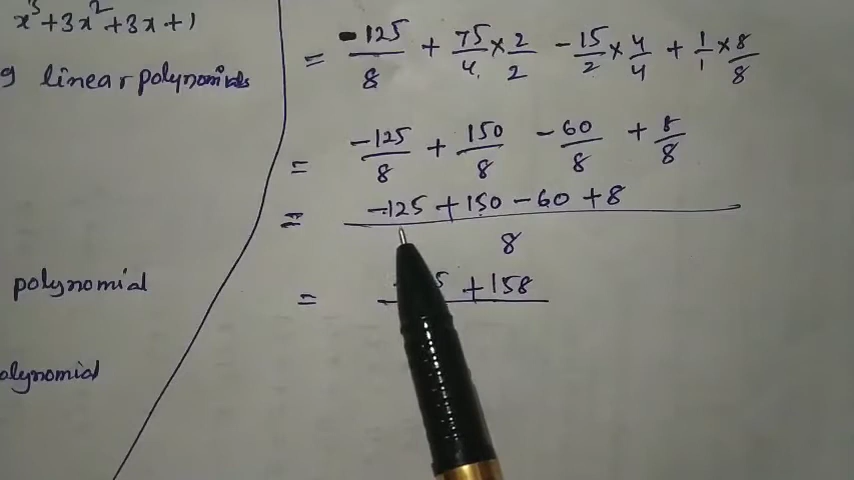 x³+3x²+3x+1
g linear polynomials
polynomial
olynomial
= -125/8 + 75/4 × 2/2 - 15/2 × 4/4 + 1/1 × 8/8
= -125/8 + 150/8 - 60/8 + 8/8
= -125 + 150 - 60 + 8 / 8
= 5 + 158